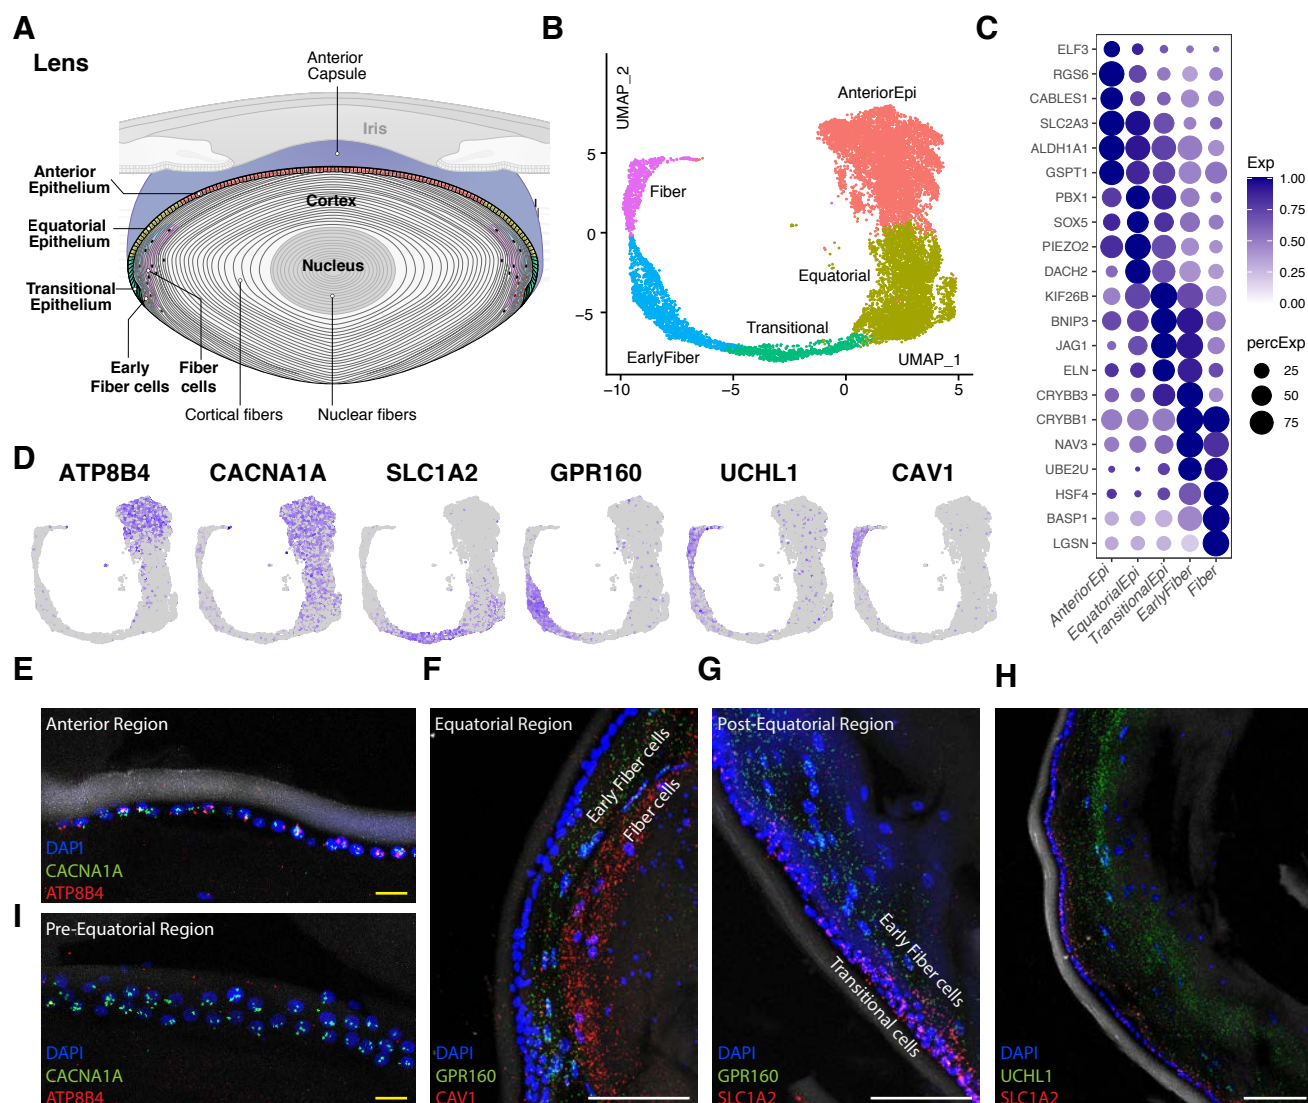 A
Lens
Anterior
Capsule
Iris
Anterior
Epithelium
Cortex
Equatorial
Epithelium
Nucleus
Transitional
Epithelium
Early
Fiber cells
Fiber
cells
Cortical fibers
Nuclear fibers
B
UMAP_2
AnteriorEpi
5
Fiber
0
Equatorial
−5
Transitional
EarlyFiber
UMAP_1
−10
−5
0
5
C
ELF3
RGS6
CABLES1
SLC2A3
ALDH1A1
GSPT1
PBX1
SOX5
PIEZO2
DACH2
KIF26B
BNIP3
JAG1
ELN
CRYBB3
CRYBB1
NAV3
UBE2U
HSF4
BASP1
LGSN
AnteriorEpi
EquatorialEpi
TransitionalEpi
EarlyFiber
Fiber
Exp
1.00
0.75
0.50
0.25
0.00
percExp
25
50
75
D
ATP8B4
CACNA1A
SLC1A2
GPR160
UCHL1
CAV1
E
Anterior Region
DAPI
CACNA1A
ATP8B4
F
Equatorial Region
Early Fiber cells
Fiber cells
DAPI
GPR160
CAV1
G
Post-Equatorial Region
Early Fiber cells
Transitional cells
DAPI
GPR160
SLC1A2
H
DAPI
UCHL1
SLC1A2
I
Pre-Equatorial Region
DAPI
CACNA1A
ATP8B4